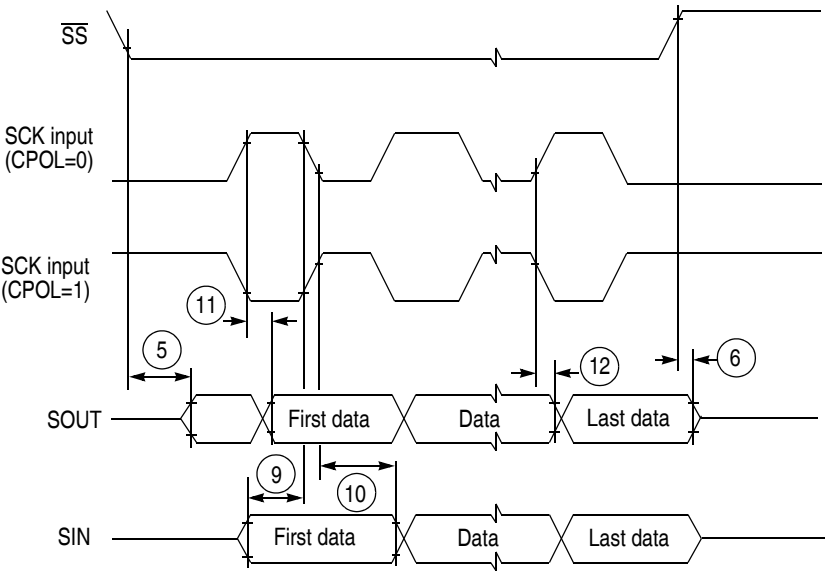 SS
SCK input
(CPOL=0)
SCK input
(CPOL=1)
11
5
12
6
SOUT
First data
Data
Last data
9
10
SIN
First data
Data
Last data